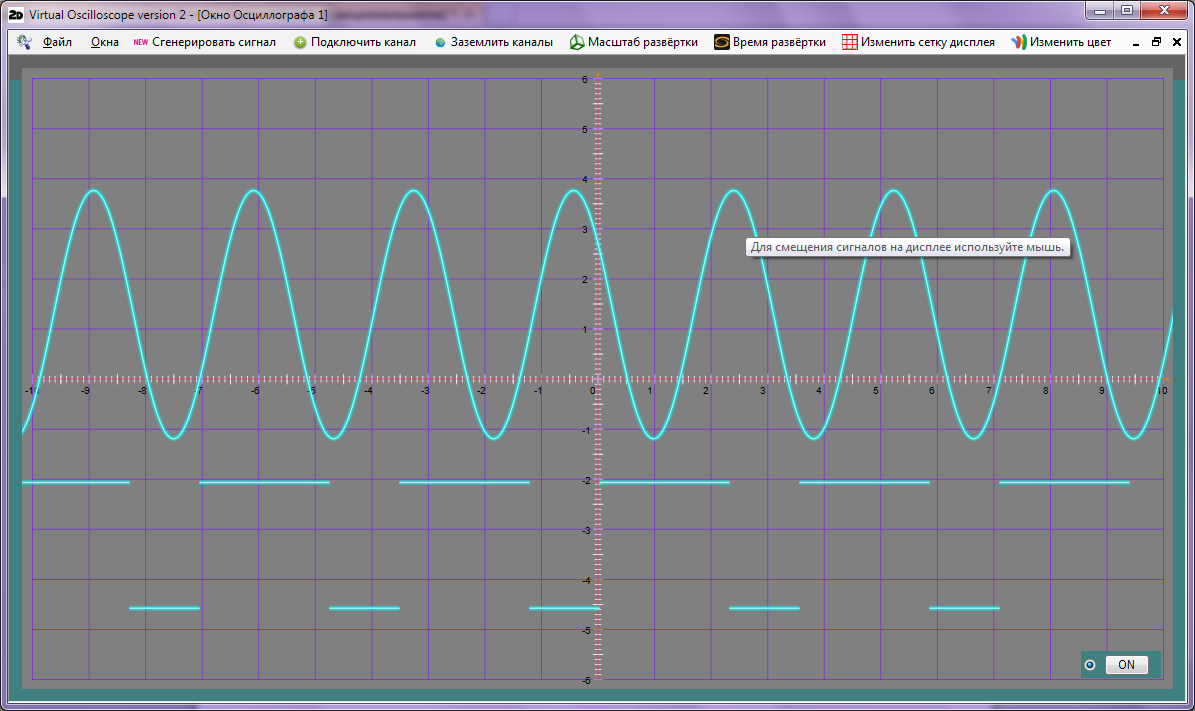 2D Virtual Oscilloscope version 2 - [Окно Осциллографа 1]
Файл Окна NEW Сгенерировать сигнал Подключить канал Заземлить каналы Масштаб развёртки Время развёртки Изменить сетку дисплея Изменить цвет
6
5
4
3
Для смещения сигналов на дисплее используйте мышь.
2
1
-1 -9 -8 -7 -6 -5 -4 -3 -2 -1 0 1 2 3 4 5 6 7 8 9 10
-1
-2
-3
-4
-5
ON
-6